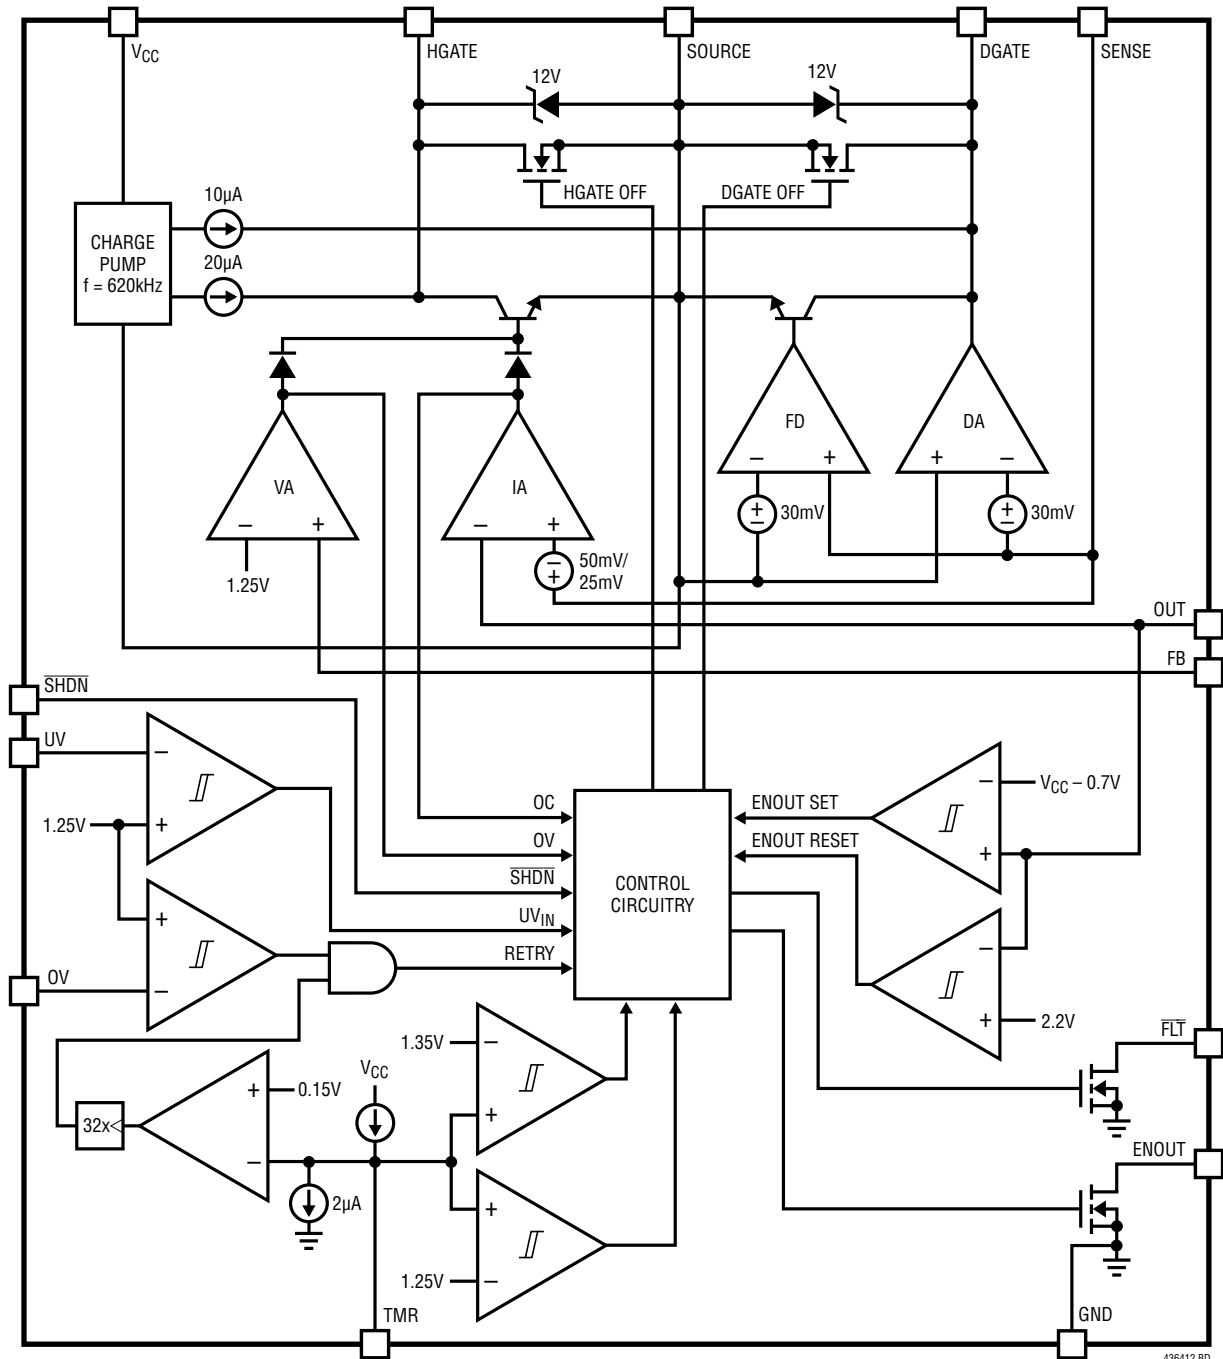 VCC
HGATE
SOURCE
DGATE
SENSE
12V
12V
HGATE OFF
DGATE OFF
10µA
CHARGE
PUMP
f = 620kHz
20µA
FD
DA
VA
IA
–
+
+
–
30mV
30mV
–
+
–
+
+
–
+
–
–
+
1.25V
50mV/
25mV
OUT
FB
SHDN
UV
–
1.25V
+
+
OV
–
OC
OV
SHDN
UVIN
RETRY
CONTROL
CIRCUITRY
ENOUT SET
ENOUT RESET
–
VCC – 0.7V
+
–
+
2.2V
FLT
1.35V
–
VCC
+
0.15V
+
32x
–
2µA
+
1.25V
–
ENOUT
TMR
GND
436412 BD